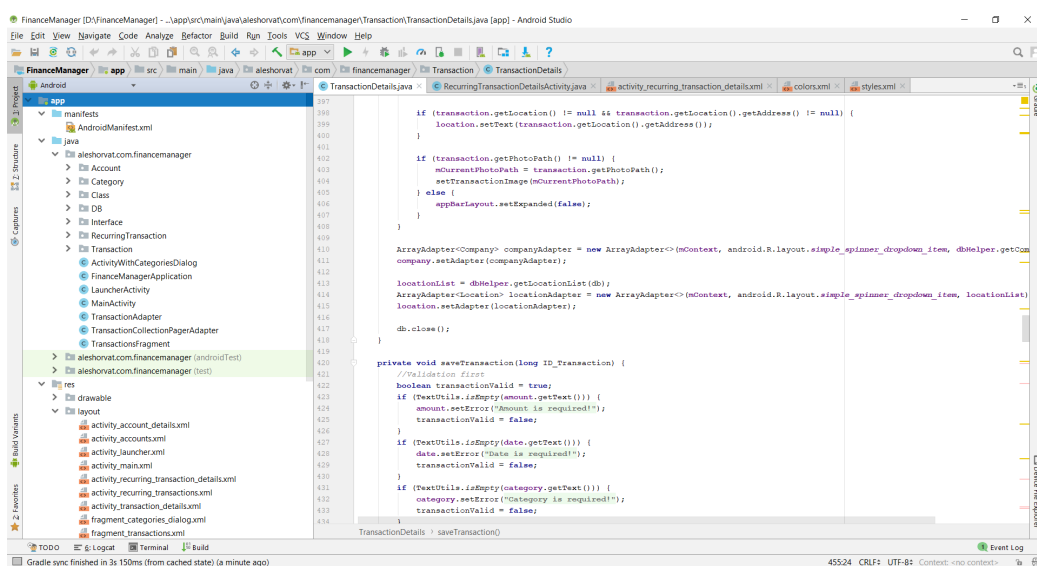 FinanceManager [D:\FinanceManager] - ...\app\src\main\java\aleshorvat\com\financemanager\Transaction\TransactionDetails.java [app] - Android Studio
File Edit View Navigate Code Analyze Refactor Build Run Tools VCS Window Help
app
FinanceManager app src main java aleshorvat com financemanager Transaction TransactionDetails
Android
TransactionDetails.java RecurringTransactionDetailsActivity.java activity_recurring_transaction_details.xml colors.xml styles.xml
1: Project
Z: Structure
Captures
Build Variants
2: Favorites
app
manifests
AndroidManifest.xml
java
aleshorvat.com.financemanager
Account
Category
Class
DB
Interface
RecurringTransaction
Transaction
ActivityWithCategoriesDialog
FinanceManagerApplication
LauncherActivity
MainActivity
TransactionAdapter
TransactionCollectionPagerAdapter
TransactionsFragment
aleshorvat.com.financemanager (androidTest)
aleshorvat.com.financemanager (test)
res
drawable
layout
activity_account_details.xml
activity_accounts.xml
activity_launcher.xml
activity_main.xml
activity_recurring_transaction_details.xml
activity_recurring_transactions.xml
activity_transaction_details.xml
fragment_categories_dialog.xml
fragment_transactions.xml
397
398 if (transaction.getLocation() != null && transaction.getLocation().getAddress() != null) {
399 location.setText(transaction.getLocation().getAddress());
400 }
401
402 if (transaction.getPhotoPath() != null) {
403 mCurrentPhotoPath = transaction.getPhotoPath();
404 setTransactionImage(mCurrentPhotoPath);
405 } else {
406 appBarLayout.setExpanded(false);
407 }
408 }
409
410 ArrayAdapter<Company> companyAdapter = new ArrayAdapter<>(mContext, android.R.layout.simple_spinner_dropdown_item, dbHelper.getCom
411 company.setAdapter(companyAdapter);
412
413 locationList = dbHelper.getLocationList(db);
414 ArrayAdapter<Location> locationAdapter = new ArrayAdapter<>(mContext, android.R.layout.simple_spinner_dropdown_item, locationList)
415 location.setAdapter(locationAdapter);
416
417 db.close();
418 }
419
420 private void saveTransaction(long ID_Transaction) {
421 //Validation first
422 boolean transactionValid = true;
423 if (TextUtils.isEmpty(amount.getText())) {
424 amount.setError("Amount is required!");
425 transactionValid = false;
426 }
427 if (TextUtils.isEmpty(date.getText())) {
428 date.setError("Date is required!");
429 transactionValid = false;
430 }
431 if (TextUtils.isEmpty(category.getText())) {
432 category.setError("Category is required!");
433 transactionValid = false;
434 }
TransactionDetails saveTransaction()
Device File Explorer
TODO 6: Logcat Terminal Build Event Log
Gradle sync finished in 3s 150ms (from cached state) (a minute ago) 455:24 CRLF UTF-8 Context: <no context>